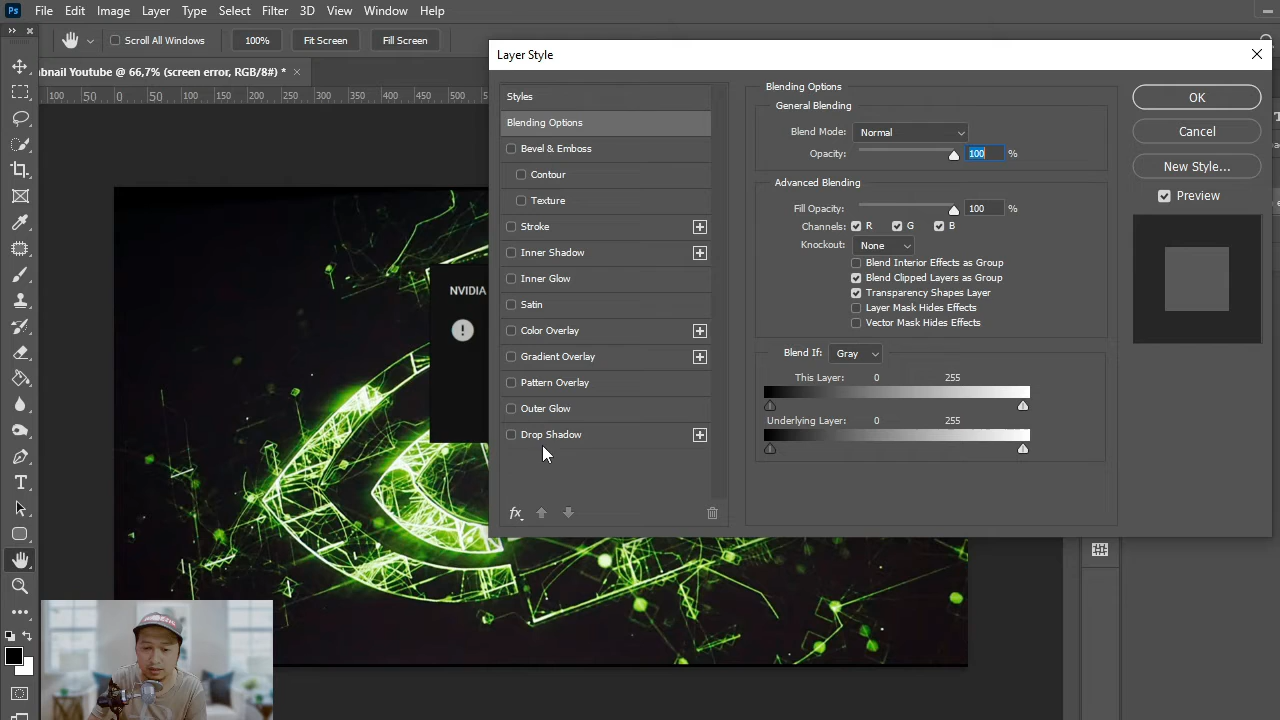 Ps File Edit Image Layer Type Select Filter 3D View Window Help
Scroll All Windows 100% Fit Screen Fill Screen
Layer Style
bnail Youtube @ 66,7% (screen error, RGB/8#) *
100 50 0 50 100 150 200 250 300 350 400 450 500
Styles
Blending Options
Bevel & Emboss
Contour
Texture
Stroke
Inner Shadow
Inner Glow
Satin
Color Overlay
Gradient Overlay
Pattern Overlay
Outer Glow
Drop Shadow
fx
Blending Options
General Blending
Blend Mode: Normal
Opacity: 100 %
Advanced Blending
Fill Opacity: 100 %
Channels: R G B
Knockout: None
Blend Interior Effects as Group
Blend Clipped Layers as Group
Transparency Shapes Layer
Layer Mask Hides Effects
Vector Mask Hides Effects
Blend If: Gray
This Layer: 0 255
Underlying Layer: 0 255
OK
Cancel
New Style...
Preview
NVIDIA
!